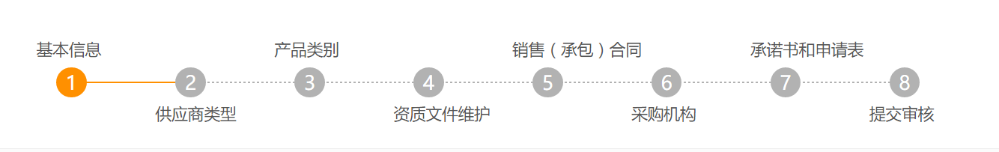 基本信息 产品类别 销售（承包）合同 承诺书和申请表
1 2 3 4 5 6 7 8
供应商类型 资质文件维护 采购机构 提交审核